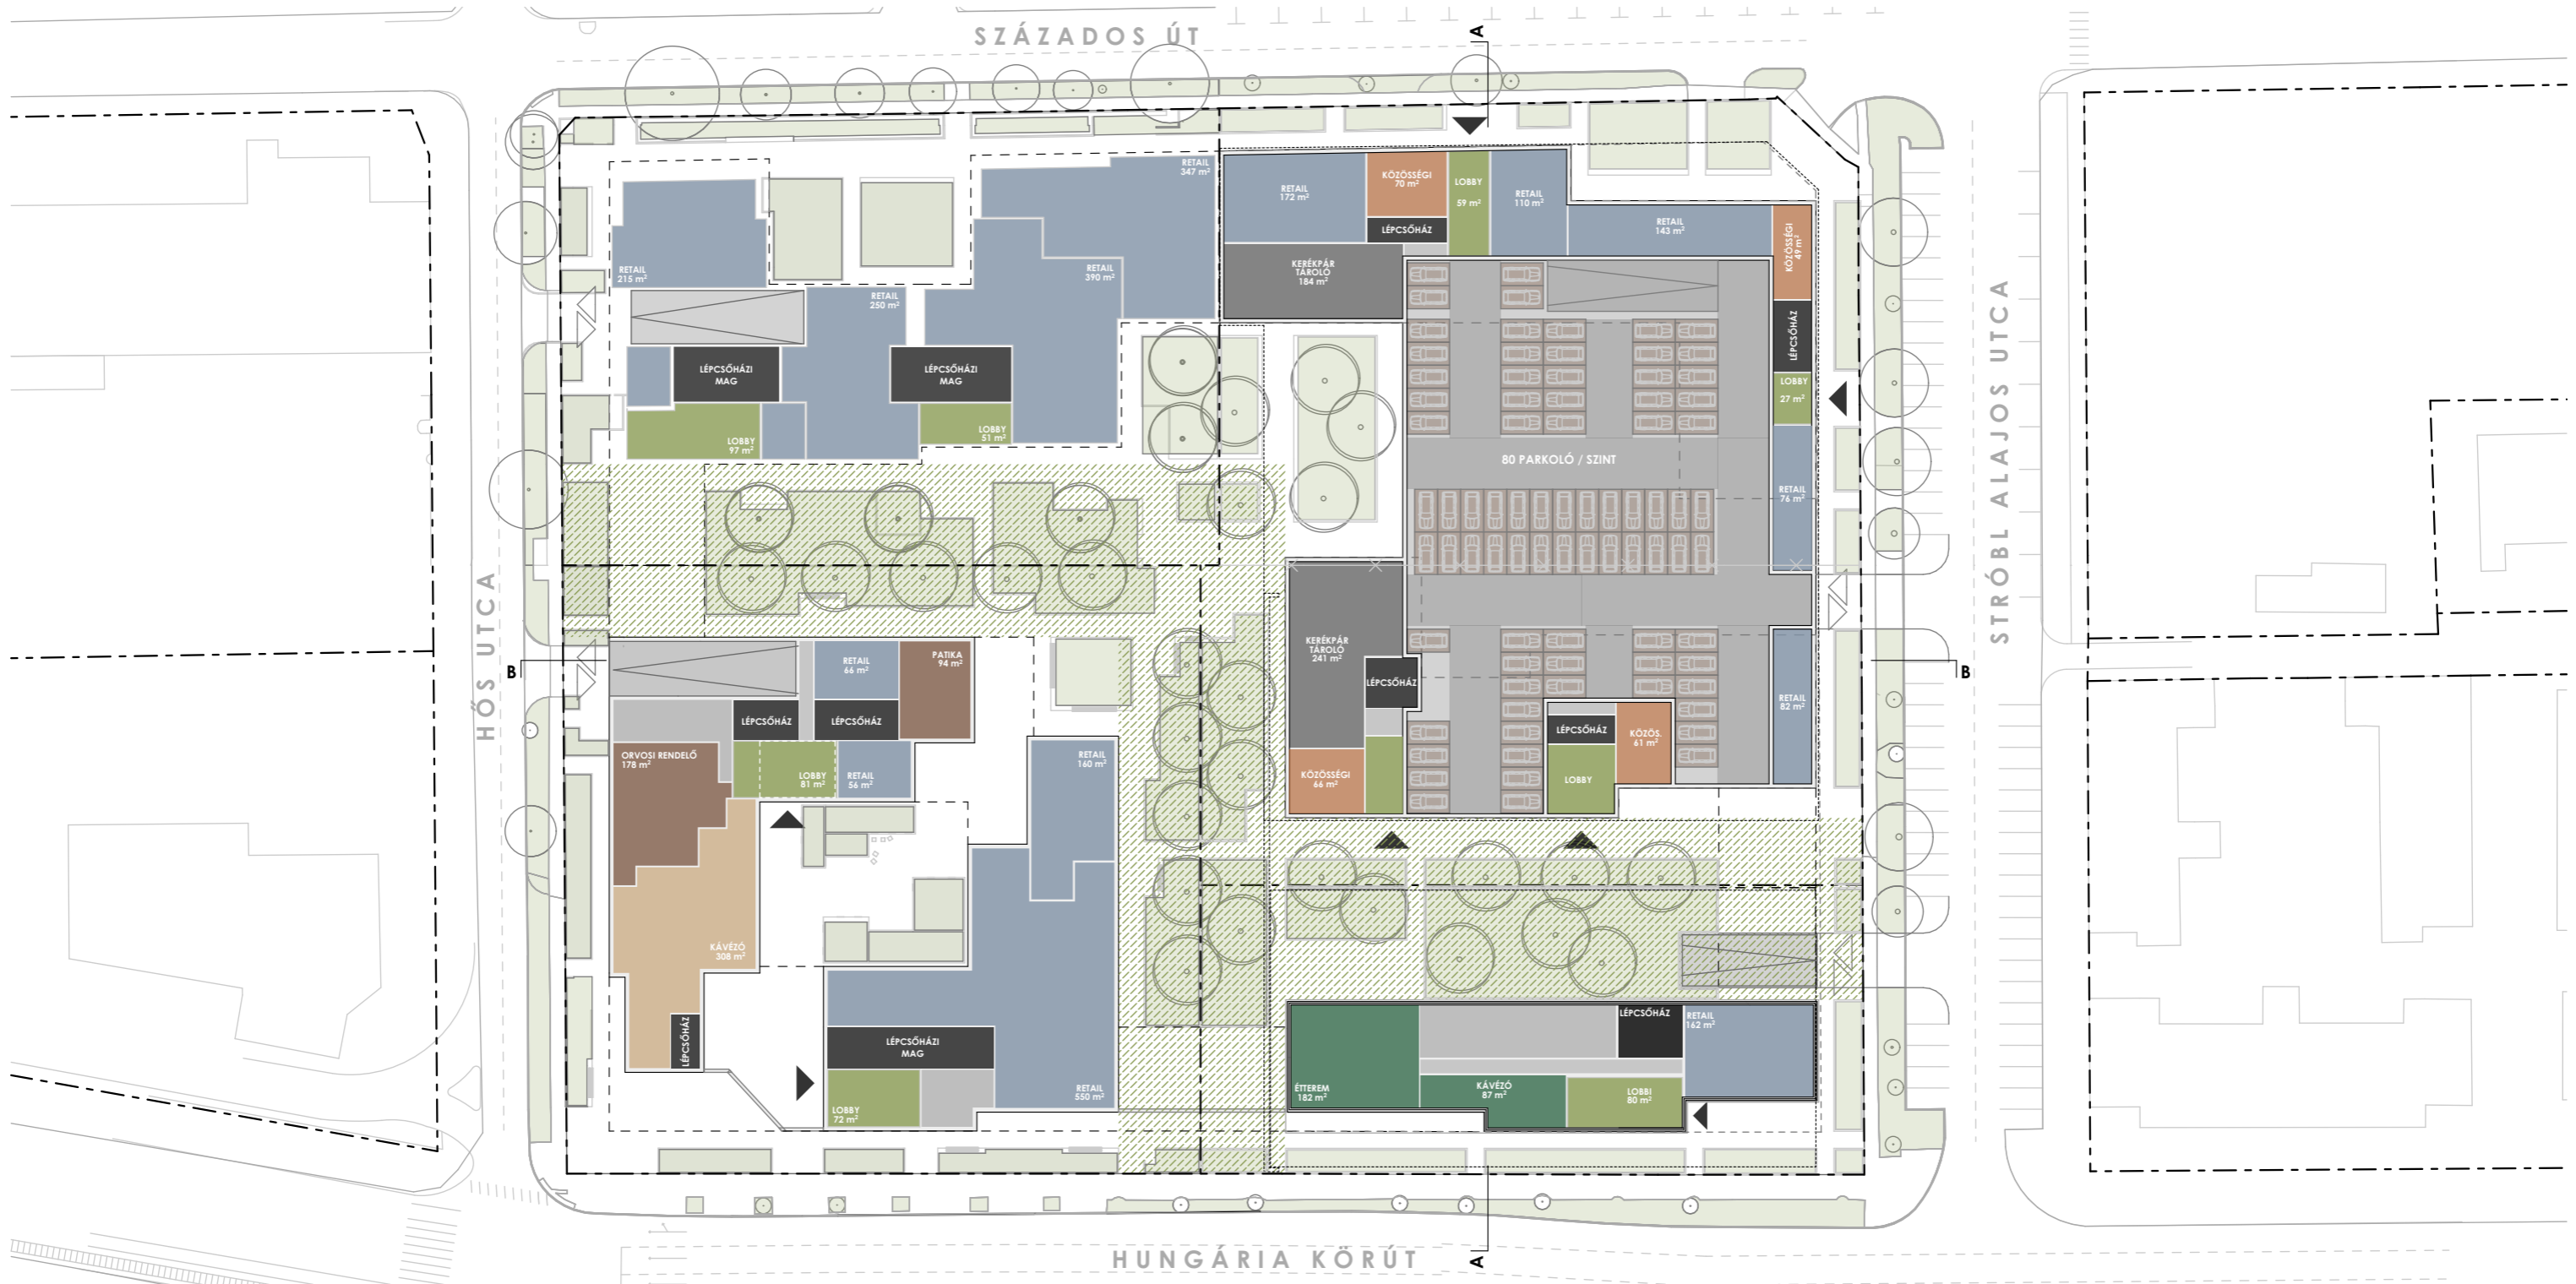 SZÁZADOS ÚT
A
RETAIL
347 m²
RETAIL
172 m²
KÖZÖSSÉGI
70 m²
LOBBY
59 m²
RETAIL
110 m²
RETAIL
143 m²
LÉPCSŐHÁZ
KÖZÖSSÉGI
49 m²
RETAIL
215 m²
RETAIL
390 m²
KERÉKPÁR
TÁROLÓ
184 m²
RETAIL
250 m²
LÉPCSŐHÁZ
LÉPCSŐHÁZI
MAG
LÉPCSŐHÁZI
MAG
LOBBY
27 m²
LOBBY
97 m²
LOBBY
51 m²
80 PARKOLÓ / SZINT
RETAIL
76 m²
HŐS UTCA
STRÓBL ALAJOS UTCA
B
RETAIL
66 m²
PATIKA
94 m²
KERÉKPÁR
TÁROLÓ
241 m²
LÉPCSŐHÁZ
B
RETAIL
82 m²
LÉPCSŐHÁZ
LÉPCSŐHÁZ
LÉPCSŐHÁZ
KÖZÖS.
61 m²
ORVOSI RENDELŐ
178 m²
LOBBY
81 m²
RETAIL
56 m²
RETAIL
160 m²
KÖZÖSSÉGI
66 m²
LOBBY
KÁVÉZÓ
308 m²
LÉPCSŐHÁZ
LÉPCSŐHÁZI
MAG
LOBBY
72 m²
RETAIL
550 m²
LÉPCSŐHÁZ
RETAIL
162 m²
ÉTTEREM
182 m²
KÁVÉZÓ
87 m²
LOBBI
80 m²
HUNGÁRIA KÖRÚT
A